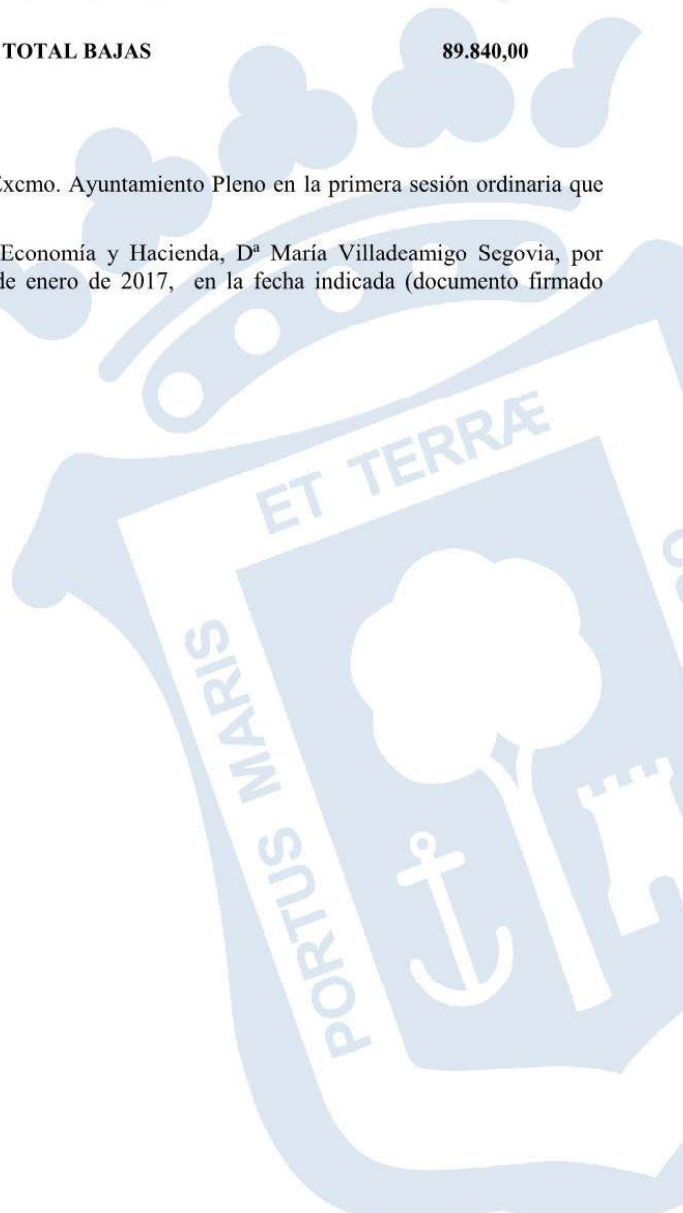 TOTAL BAJAS 89.840,00
Excmo. Ayuntamiento Pleno en la primera sesión ordinaria que
Economía y Hacienda, Dª María Villadeamigo Segovia, por
de enero de 2017, en la fecha indicada (documento firmado
ET TERRÆ
PORTUS MARIS